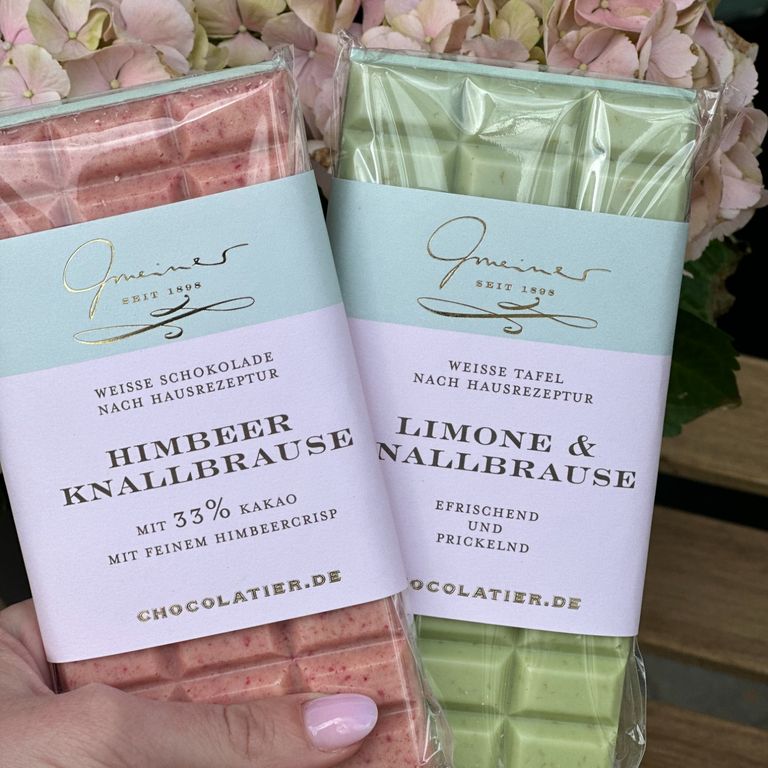 Gmeiner
SEIT 1898
WEISSE SCHOKOLADE
NACH HAUSREZEPTUR
HIMBEER
KNALLBRAUSE
MIT 33% KAKAO
MIT FEINEM HIMBEERCRISP
CHOCOLATIER.DE
Gmeiner
SEIT 1898
WEISSE TAFEL
NACH HAUSREZEPTUR
LIMONE &
NALLBRAUSE
EFRISCHEND
UND
PRICKELND
OCOLATIER.DE